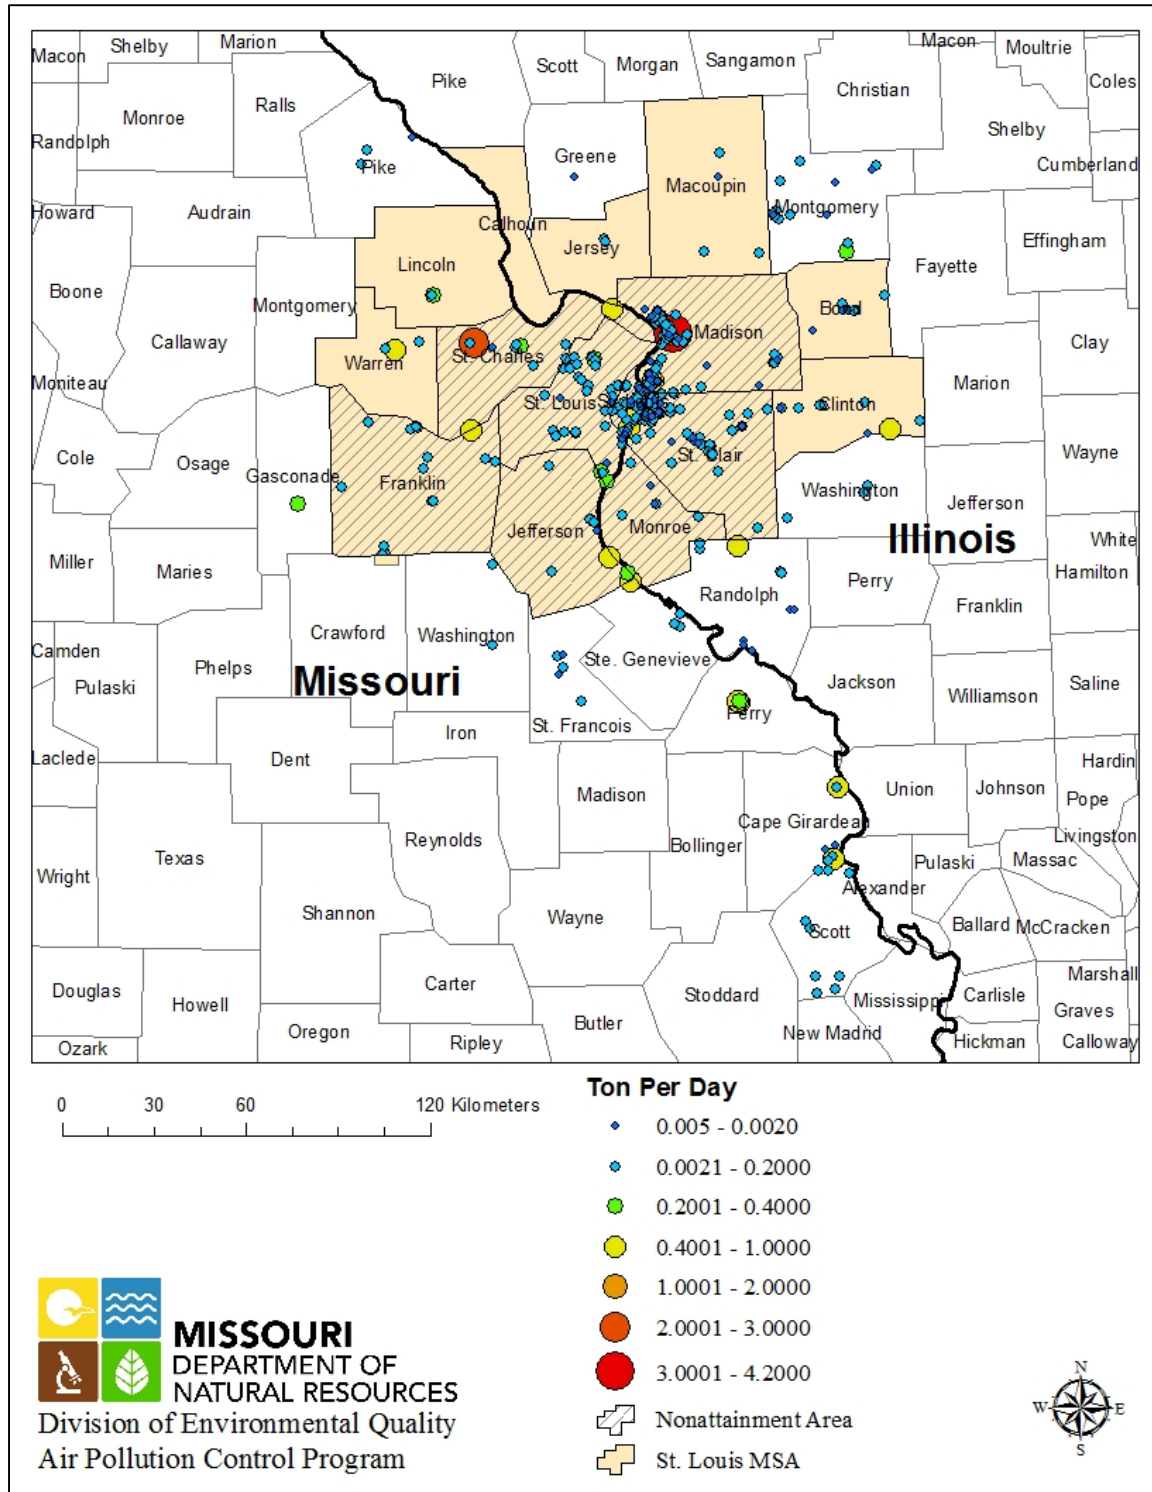 Macon
Shelby
Marion
Pike
Scott
Morgan
Sangamon
Macon
Moultrie
Coles
Christian
Monroe
Ralls
Randolph
Shelby
Greene
Pike
Cumberland
Macoupin
Howard
Audrain
Calhoun
Montgomery
Jersey
Effingham
Lincoln
Fayette
Boone
Montgomery
Bond
Callaway
Madison
Clay
St. Charles
Warren
Moniteau
Marion
St. Louis
Clinton
Cole
Osage
St. Clair
Wayne
Gasconade
Franklin
Washington
Jefferson
Jefferson
Monroe
Illinois
White
Miller
Maries
Perry
Hamilton
Randolph
Franklin
Crawford
Washington
Camden
Phelps
Missouri
Ste. Genevieve
Pulaski
Jackson
Saline
Williamson
Perry
St. Francois
Iron
Laclede
Dent
Hardin
Madison
Union
Johnson
Pope
Cape Girardeau
Reynolds
Bollinger
Livingston
Texas
Pulaski
Massac
Wright
Alexander
Shannon
Wayne
Scott
Ballard
McCracken
Marshall
Douglas
Howell
Carter
Stoddard
Mississippi
Carlisle
Graves
Oregon
Butler
New Madrid
Ripley
Hickman
Calloway
Ozark
0 30 60 120 Kilometers
Ton Per Day
0.005 - 0.0020
0.0021 - 0.2000
0.2001 - 0.4000
0.4001 - 1.0000
1.0001 - 2.0000
2.0001 - 3.0000
3.0001 - 4.2000
Nonattainment Area
St. Louis MSA
MISSOURI
DEPARTMENT OF
NATURAL RESOURCES
Division of Environmental Quality
Air Pollution Control Program
N
W E
S